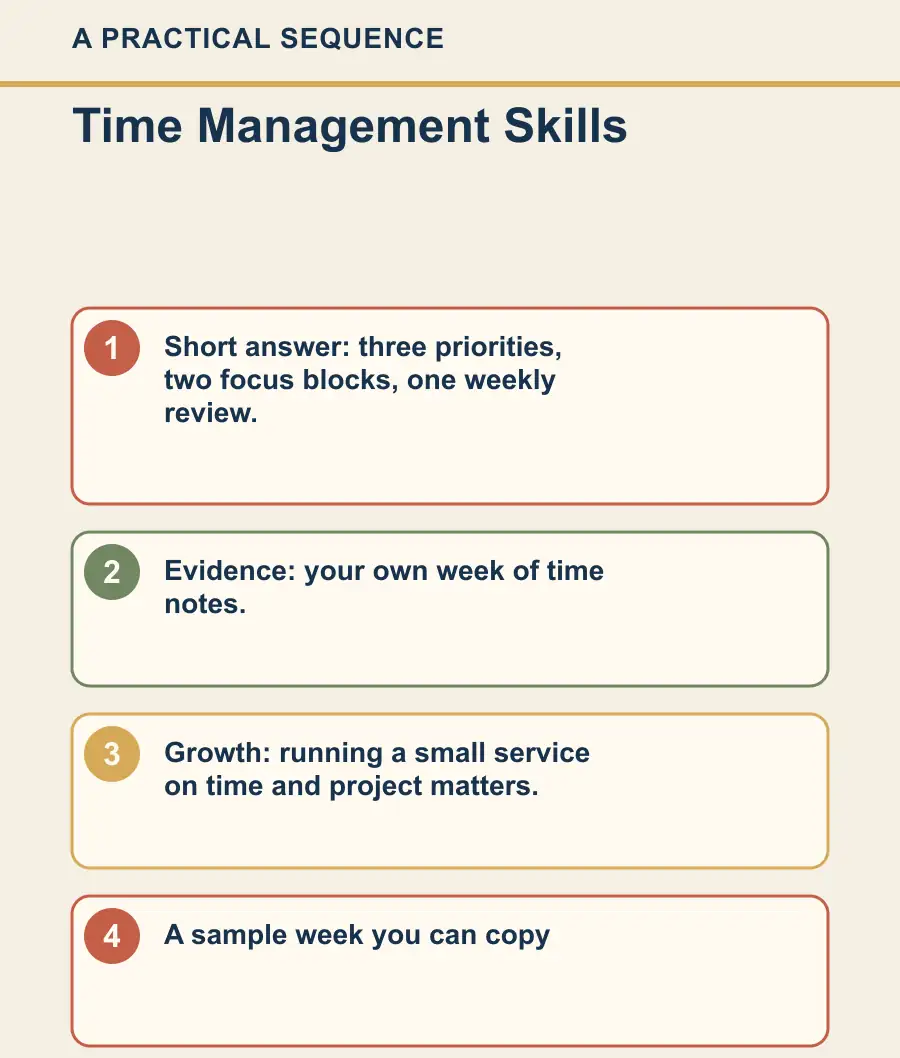 A PRACTICAL SEQUENCE
Time Management Skills
1
Short answer: three priorities,
two focus blocks, one weekly
review.
2
Evidence: your own week of time
notes.
3
Growth: running a small service
on time and project matters.
4
A sample week you can copy